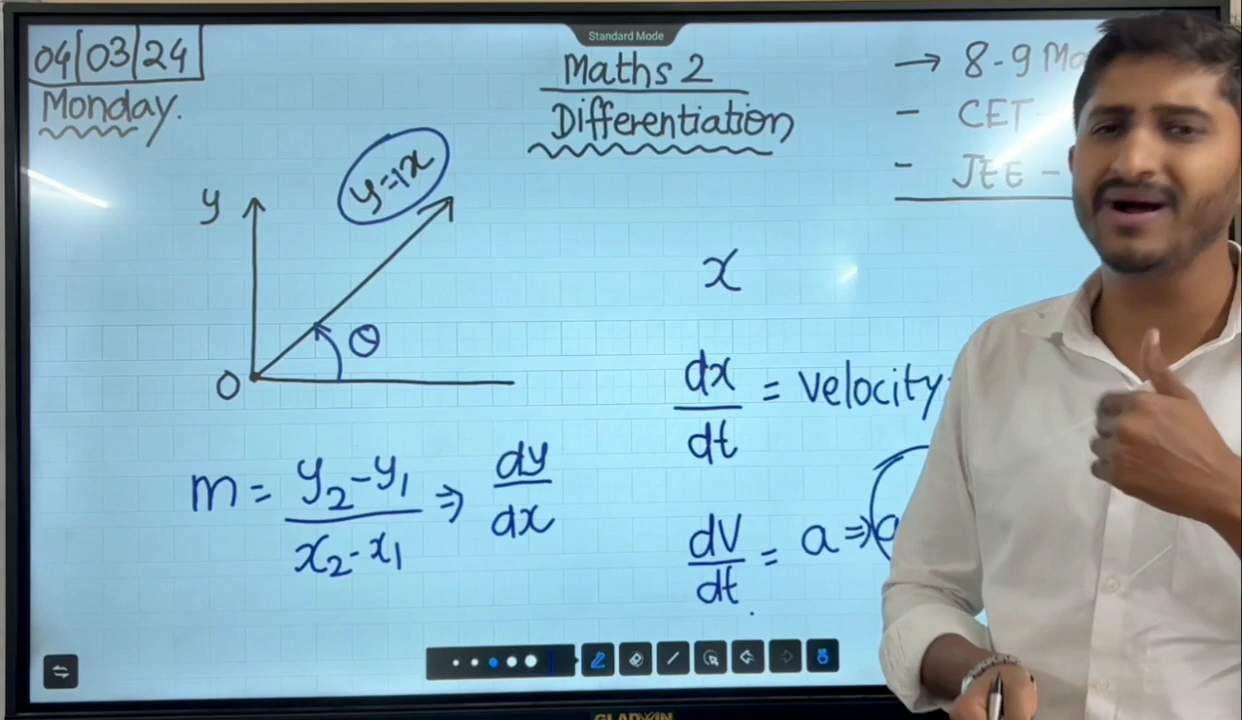 Standard Mode
04/03/24
Monday.
Maths 2
Differentiation
→ 8-9
- CET
- JEE -
y
y=1x
θ
O
m = y₂-y₁ / x₂-x₁ ⇒ dy/dx
x
dx/dt = velocity
dV/dt = a ⇒
GLADWIN